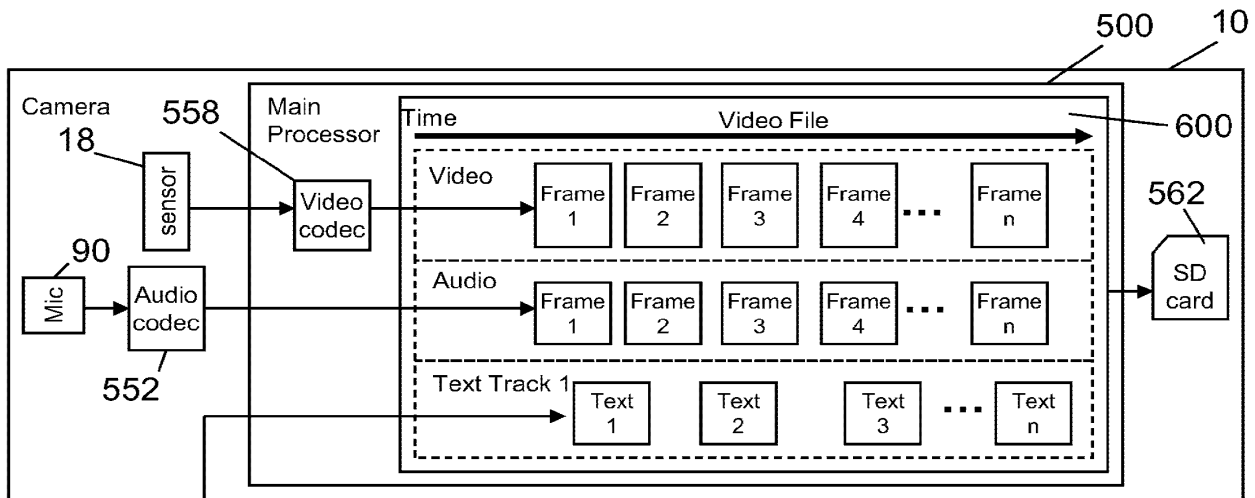 500
10
Camera
18
sensor
90
Mic
Audio
codec
552
558
Main
Processor
Video
codec
Time
Video File
600
Video
Frame
1
Frame
2
Frame
3
Frame
4
...
Frame
n
Audio
Frame
1
Frame
2
Frame
3
Frame
4
...
Frame
n
Text Track 1
Text
1
Text
2
Text
3
...
Text
n
562
SD
card